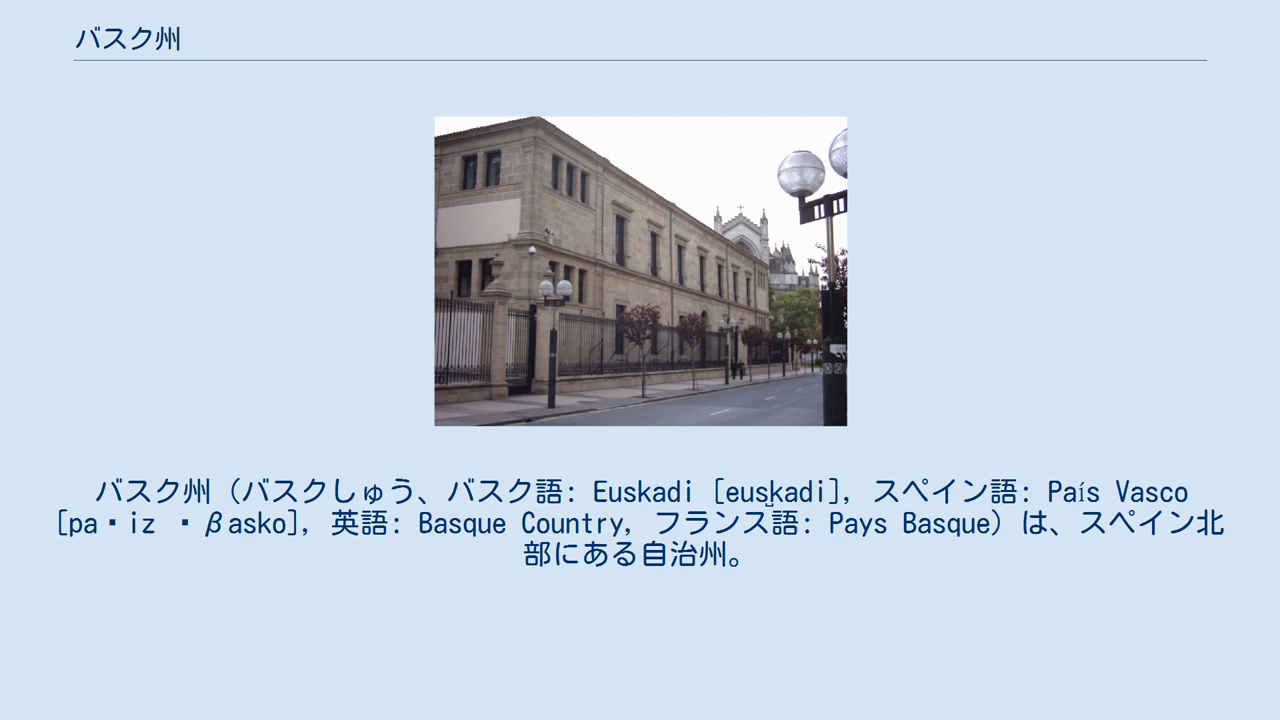 バスク州
バスク州（バスクしゅう、バスク語: Euskadi [eus̺kadi], スペイン語: País Vasco
[pa▪iz ▪βasko], 英語: Basque Country, フランス語: Pays Basque）は、スペイン北
部にある自治州。